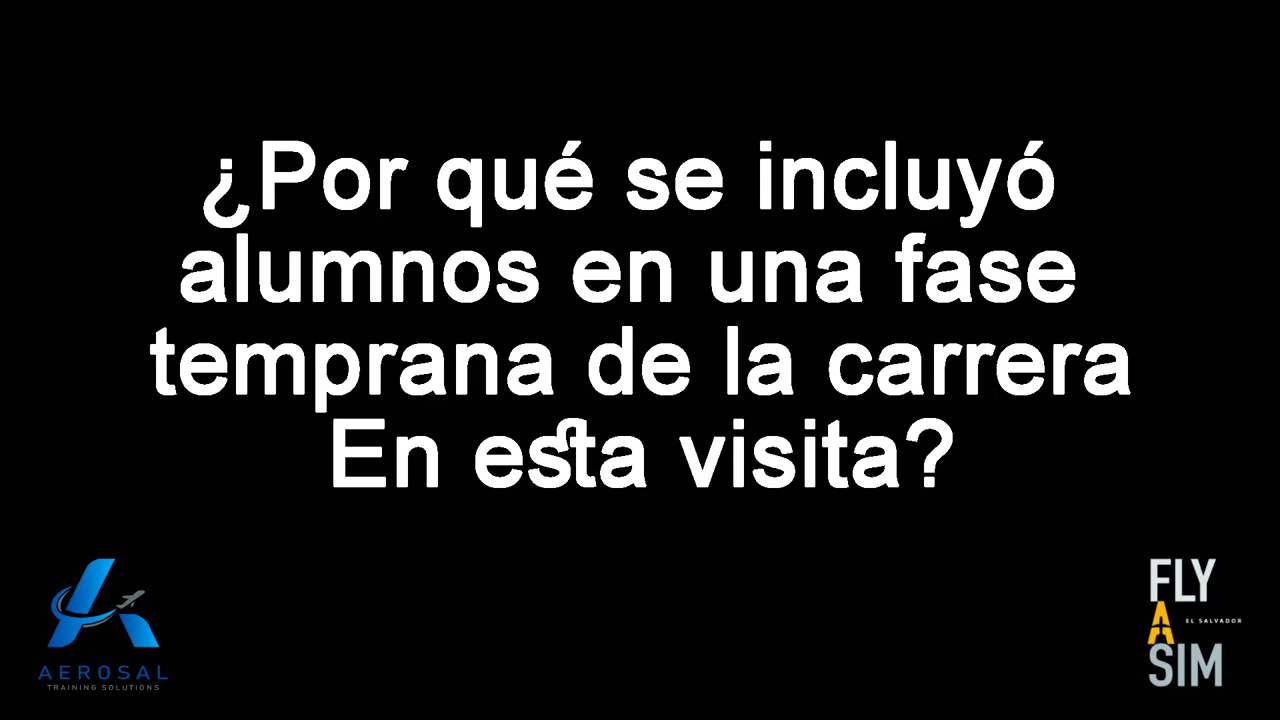 ¿Por qué se incluyó
alumnos en una fase
temprana de la carrera
En esta visita?
AEROSAL
TRAINING SOLUTIONS
FLY
A
EL SALVADOR
SIM